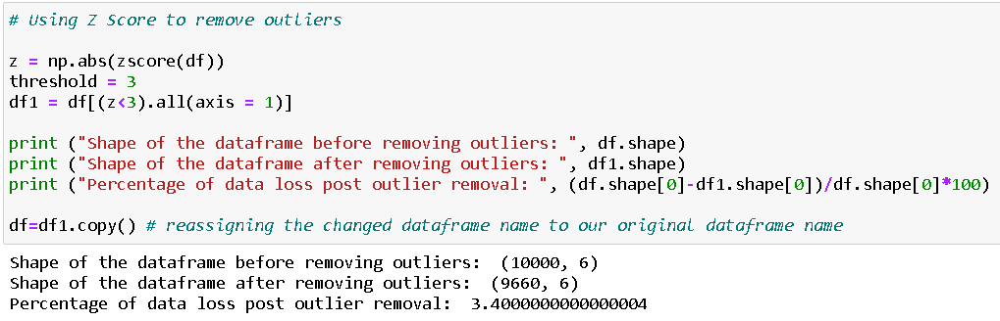 # Using Z Score to remove outliers
z = np.abs(zscore(df))
threshold = 3
df1 = df[(z<3).all(axis = 1)]
print ("Shape of the dataframe before removing outliers: ", df.shape)
print ("Shape of the dataframe after removing outliers: ", df1.shape)
print ("Percentage of data loss post outlier removal: ", (df.shape[0]-df1.shape[0])/df.shape[0]*100)
df=df1.copy() # reassigning the changed dataframe name to our original dataframe name
Shape of the dataframe before removing outliers:  (10000, 6)
Shape of the dataframe after removing outliers:  (9660, 6)
Percentage of data loss post outlier removal:  3.4000000000000004